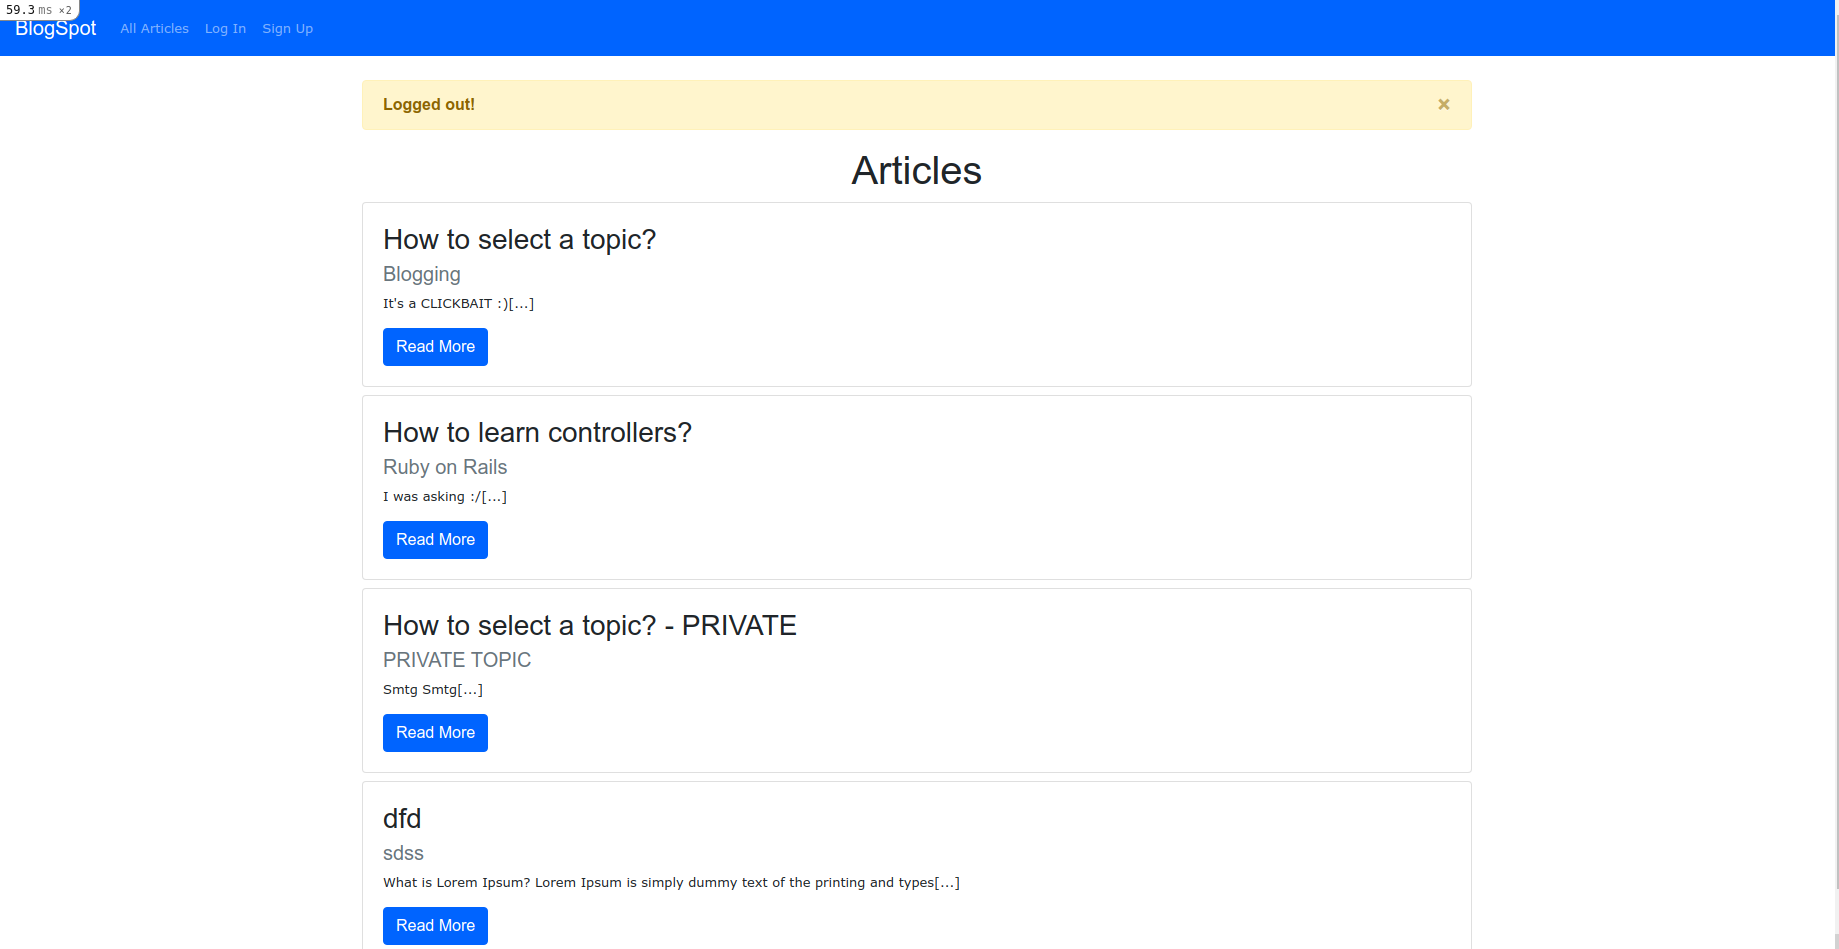 59.3 ms ×2
BlogSpot All Articles Log In Sign Up
Logged out! ×
Articles
How to select a topic?
Blogging
It's a CLICKBAIT :)[...]
Read More
How to learn controllers?
Ruby on Rails
I was asking :/[...]
Read More
How to select a topic? - PRIVATE
PRIVATE TOPIC
Smtg Smtg[...]
Read More
dfd
sdss
What is Lorem Ipsum? Lorem Ipsum is simply dummy text of the printing and types[...]
Read More